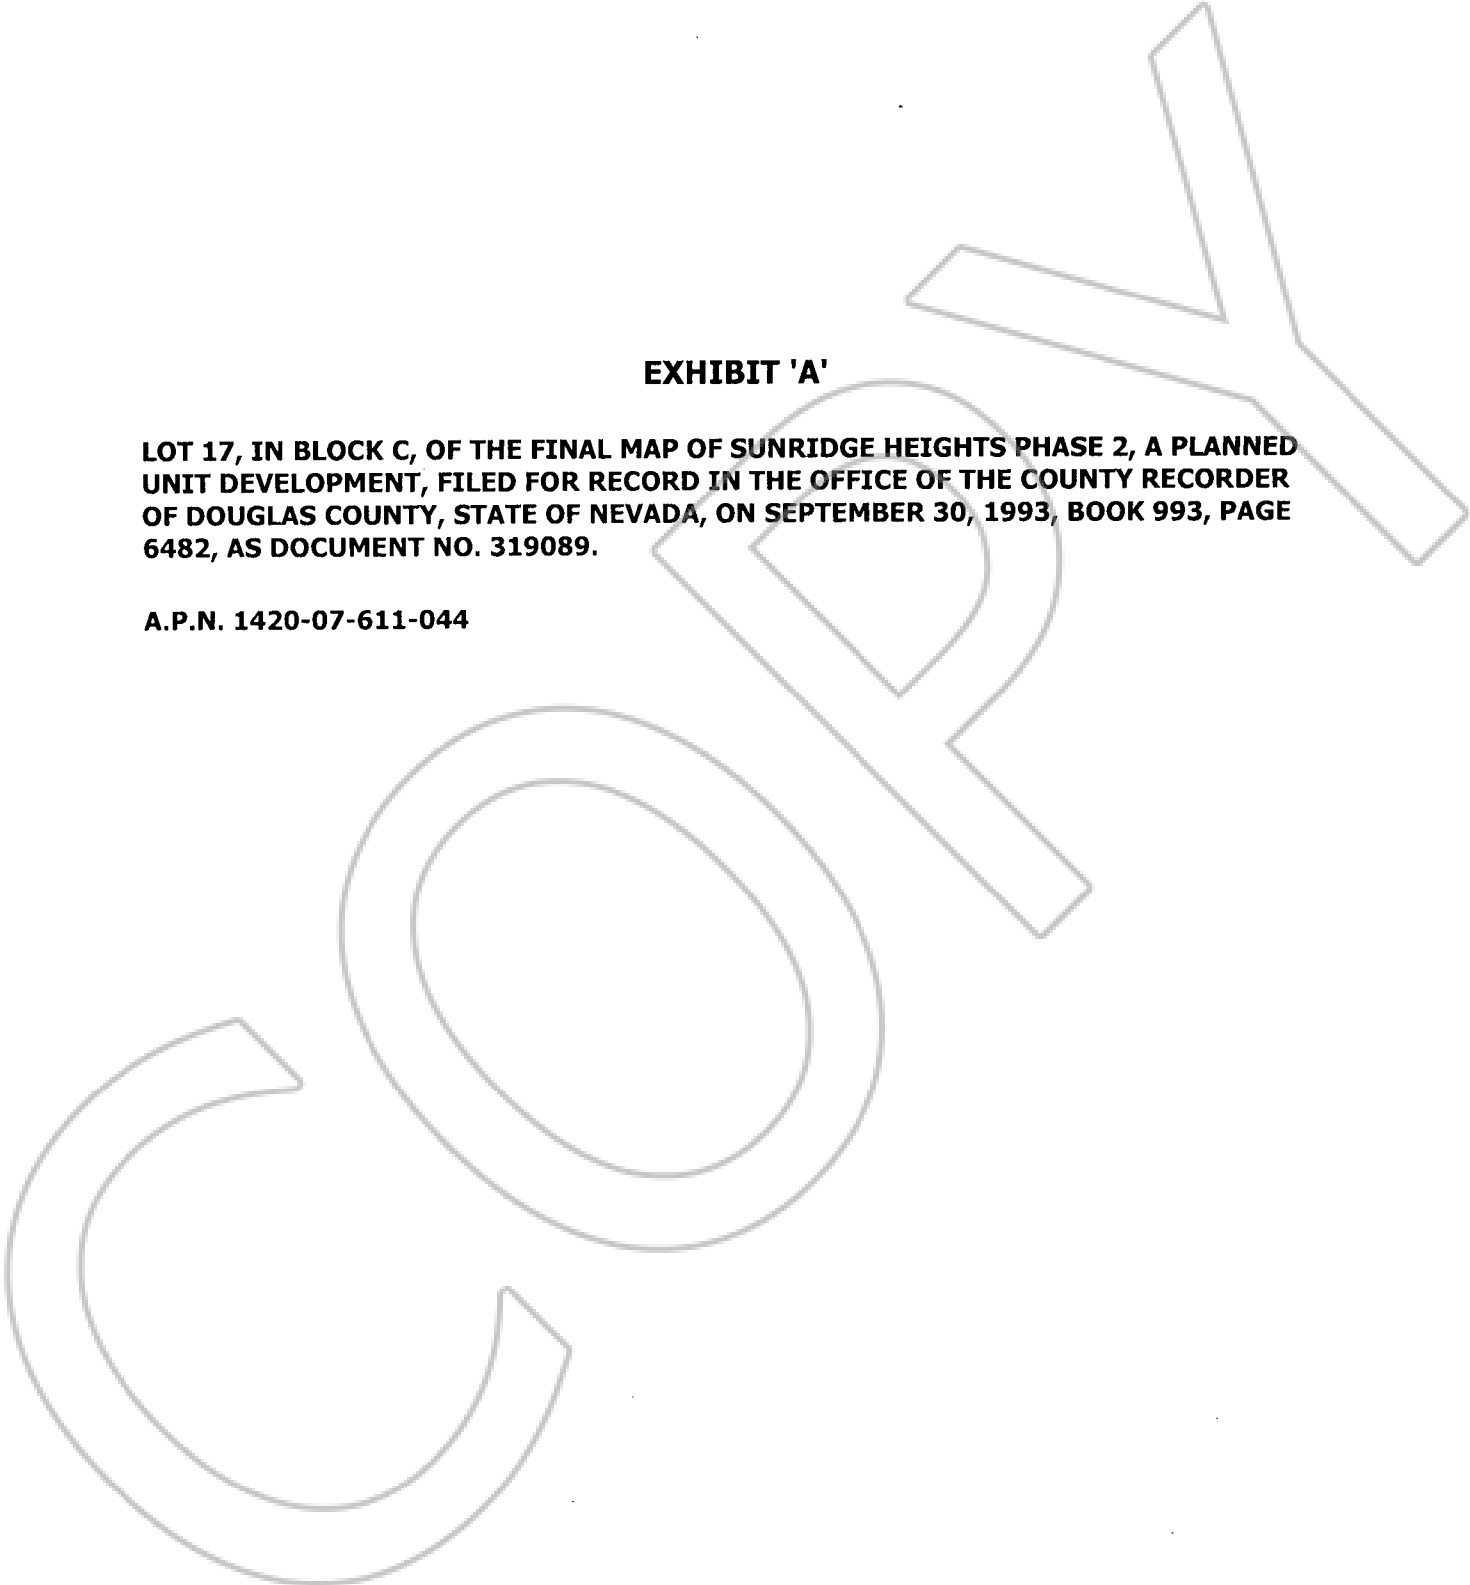 EXHIBIT 'A'
LOT 17, IN BLOCK C, OF THE FINAL MAP OF SUNRIDGE HEIGHTS PHASE 2, A PLANNED
UNIT DEVELOPMENT, FILED FOR RECORD IN THE OFFICE OF THE COUNTY RECORDER
OF DOUGLAS COUNTY, STATE OF NEVADA, ON SEPTEMBER 30, 1993, BOOK 993, PAGE
6482, AS DOCUMENT NO. 319089.
A.P.N. 1420-07-611-044
COPY